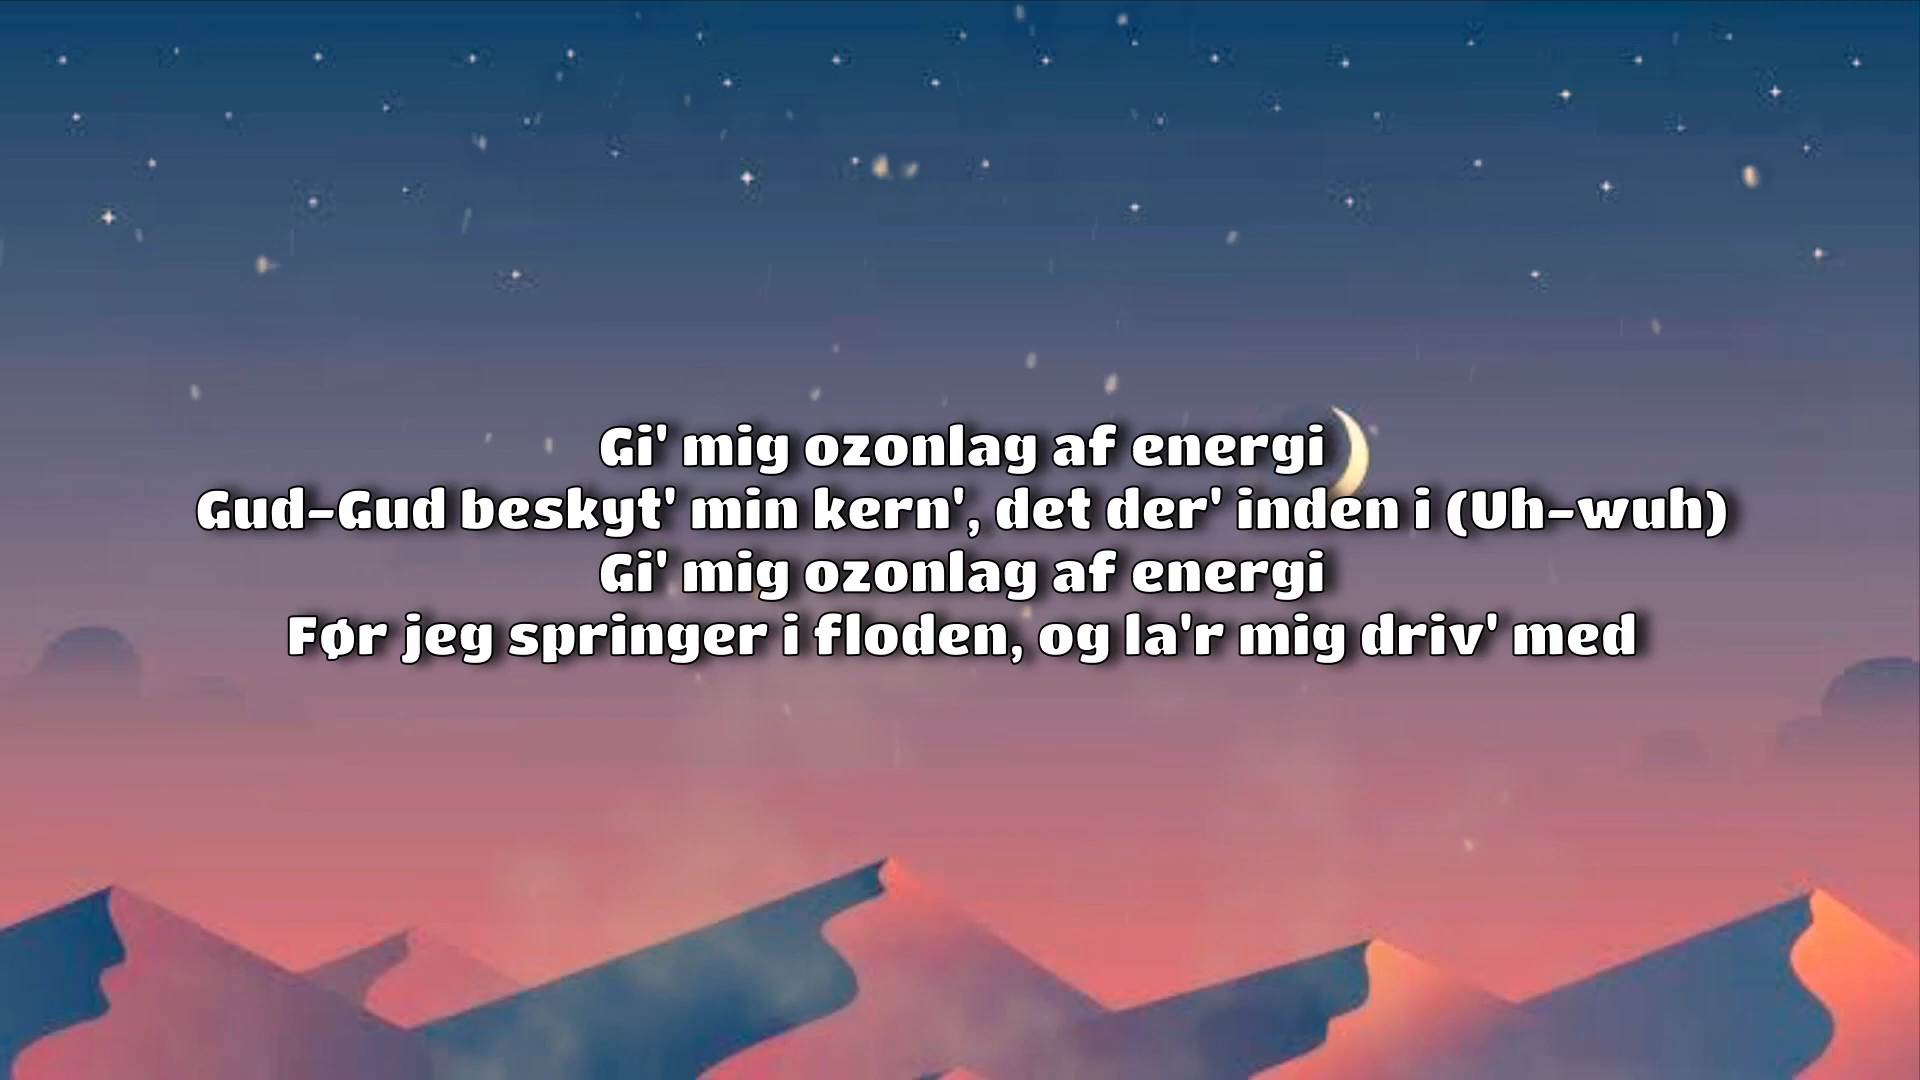 Gi' mig ozonlag af energi
Gud-Gud beskyt' min kern', det der' inden i (Uh-wuh)
Gi' mig ozonlag af energi
Før jeg springer i floden, og la'r mig driv' med